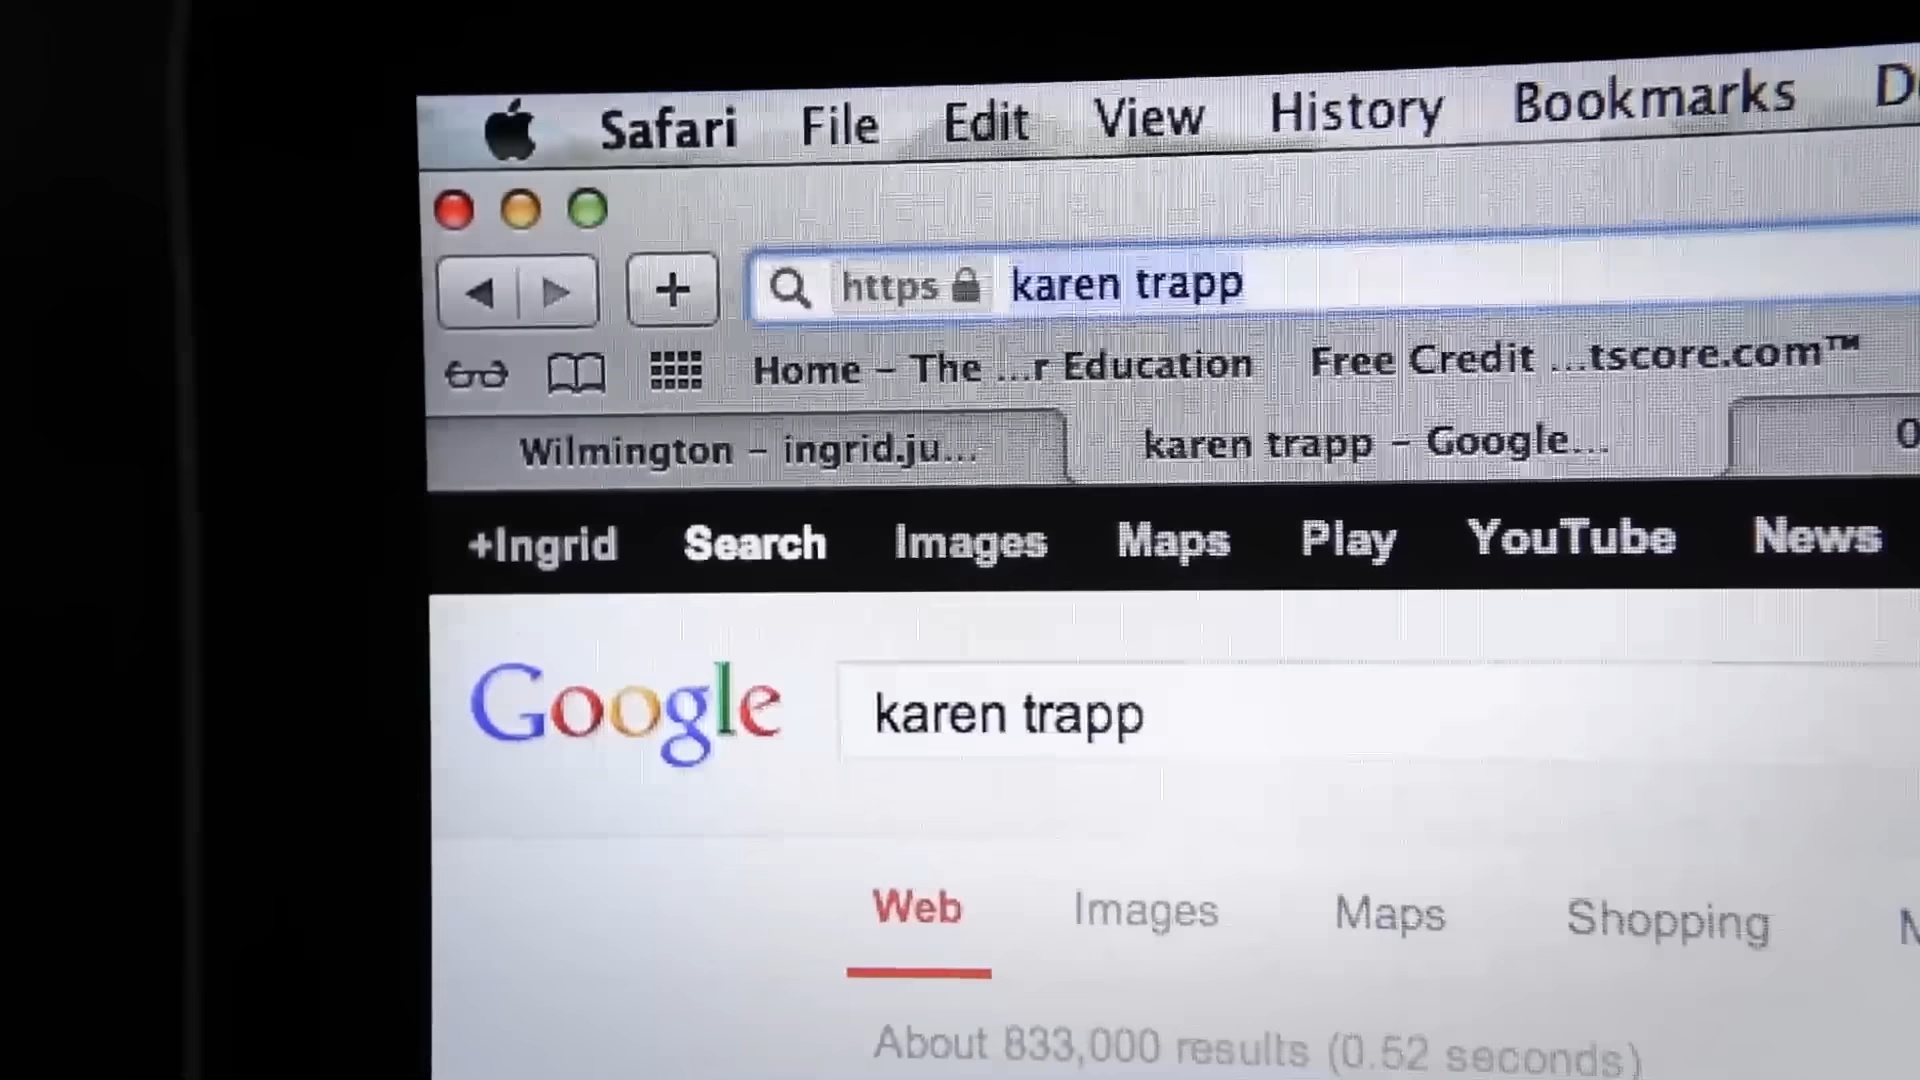 Safari File Edit View History Bookmarks
https karen trapp
Home – The ...r Education Free Credit ...tscore.com™
Wilmington – ingrid.ju... karen trapp – Google...
+Ingrid Search Images Maps Play YouTube News
Google karen trapp
Web Images Maps Shopping
About 833,000 results (0.52 seconds)